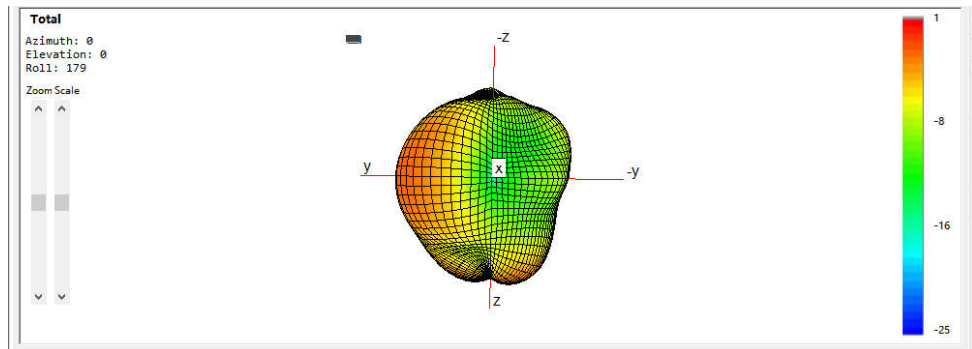 Total
Azimuth: 0
Elevation: 0
Roll: 179
Zoom Scale
-Z
y
x
-y
Z
1
-8
-16
-25